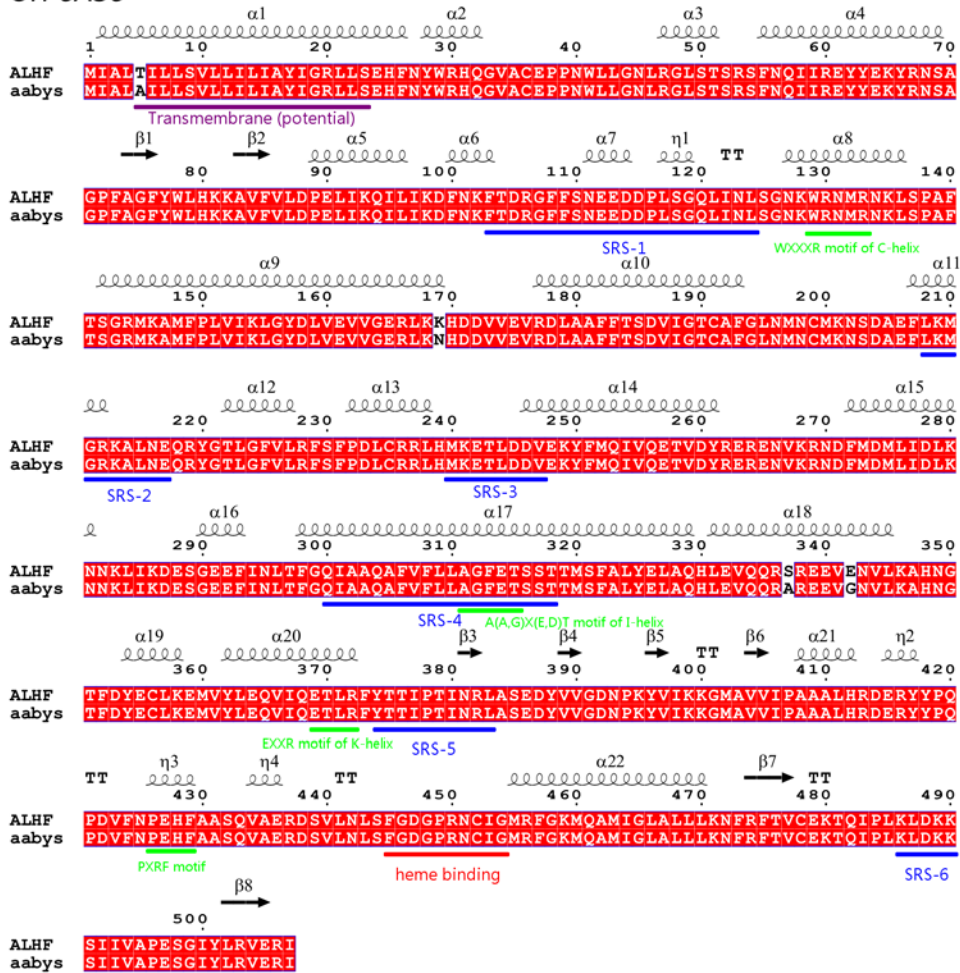 α1 α2 α3 α4
1 10 20 30 40 50 60 70
ALHF MIALTILLSVLLILIAYIGRLLSEHFNYWRHQGVACEPPNWLLGNLRGLSTSRSFNQIIREYYEKYRNSA
aabys MIALAILLSVLLILIAYIGRLLSEHFNYWRHQGVACEPPNWLLGNLRGLSTSRSFNQIIREYYEKYRNSA
Transmembrane (potential)
β1 β2 α5 α6 α7 η1 TT α8
80 90 100 110 120 130 140
ALHF GPFAGFYWLHKKAVFVLDPELIKQILIKDFNKFTDRGFFSNEEDDPLSGQLINLSGNKWRNMRNKLSPAF
aabys GPFAGFYWLHKKAVFVLDPELIKQILIKDFNKFTDRGFFSNEEDDPLSGQLINLSGNKWRNMRNKLSPAF
SRS-1 WXXXR motif of C-helix
α9 α10 α11
150 160 170 180 190 200 210
ALHF TSGRMKAMFPLVIKLGYDLVEVVGERLKKHDDVVEVRDLAAFFTSDVIGTCAFGLNMNCMKNSDAEFLKM
aabys TSGRMKAMFPLVIKLGYDLVEVVGERLKNHDDVVEVRDLAAFFTSDVIGTCAFGLNMNCMKNSDAEFLKM
α12 α13 α14 α15
220 230 240 250 260 270 280
ALHF GRKALNEQRYGTLGFVLRFSFPDLCRRLHMKETLDDVEKYFMQIVQETVDYRERENVKRNDFMDMLIDLK
aabys GRKALNEQRYGTLGFVLRFSFPDLCRRLHMKETLDDVEKYFMQIVQETVDYRERENVKRNDFMDMLIDLK
SRS-2 SRS-3
α16 α17 α18
290 300 310 320 330 340 350
ALHF NNKLIKDESGEEFINLTFGQIAAQAFVFLLAGFETSSTTMSFALYELAQHLEVQQRSREEVENVLKAHNG
aabys NNKLIKDESGEEFINLTFGQIAAQAFVFLLAGFETSSTTMSFALYELAQHLEVQQRAREEVGNVLKAHNG
SRS-4 A(A,G)X(E,D)T motif of I-helix
α19 α20 β3 β4 β5 TT β6 α21 η2
360 370 380 390 400 410 420
ALHF TFDYECLKEMVYLEQVIQETLRFYTTIPTINRLASEDYVVGDNPKYVIKKGMAVVIPAAALHRDERYYPQ
aabys TFDYECLKEMVYLEQVIQETLRFYTTIPTINRLASEDYVVGDNPKYVIKKGMAVVIPAAALHRDERYYPQ
EXXR motif of K-helix SRS-5
TT η3 η4 TT α22 β7 TT
430 440 450 460 470 480 490
ALHF PDVFNPEHFAASQVAERDSVLNLSFGDGPRNCIGMRFGKMQAMIGLALLLKNFRFTVCEKTQIPLKLDKK
aabys PDVFNPEHFAASQVAERDSVLNLSFGDGPRNCIGMRFGKMQAMIGLALLLKNFRFTVCEKTQIPLKLDKK
PXRF motif heme binding SRS-6
β8
500
ALHF SIIVAPESGIYLRVERI
aabys SIIVAPESGIYLRVERI